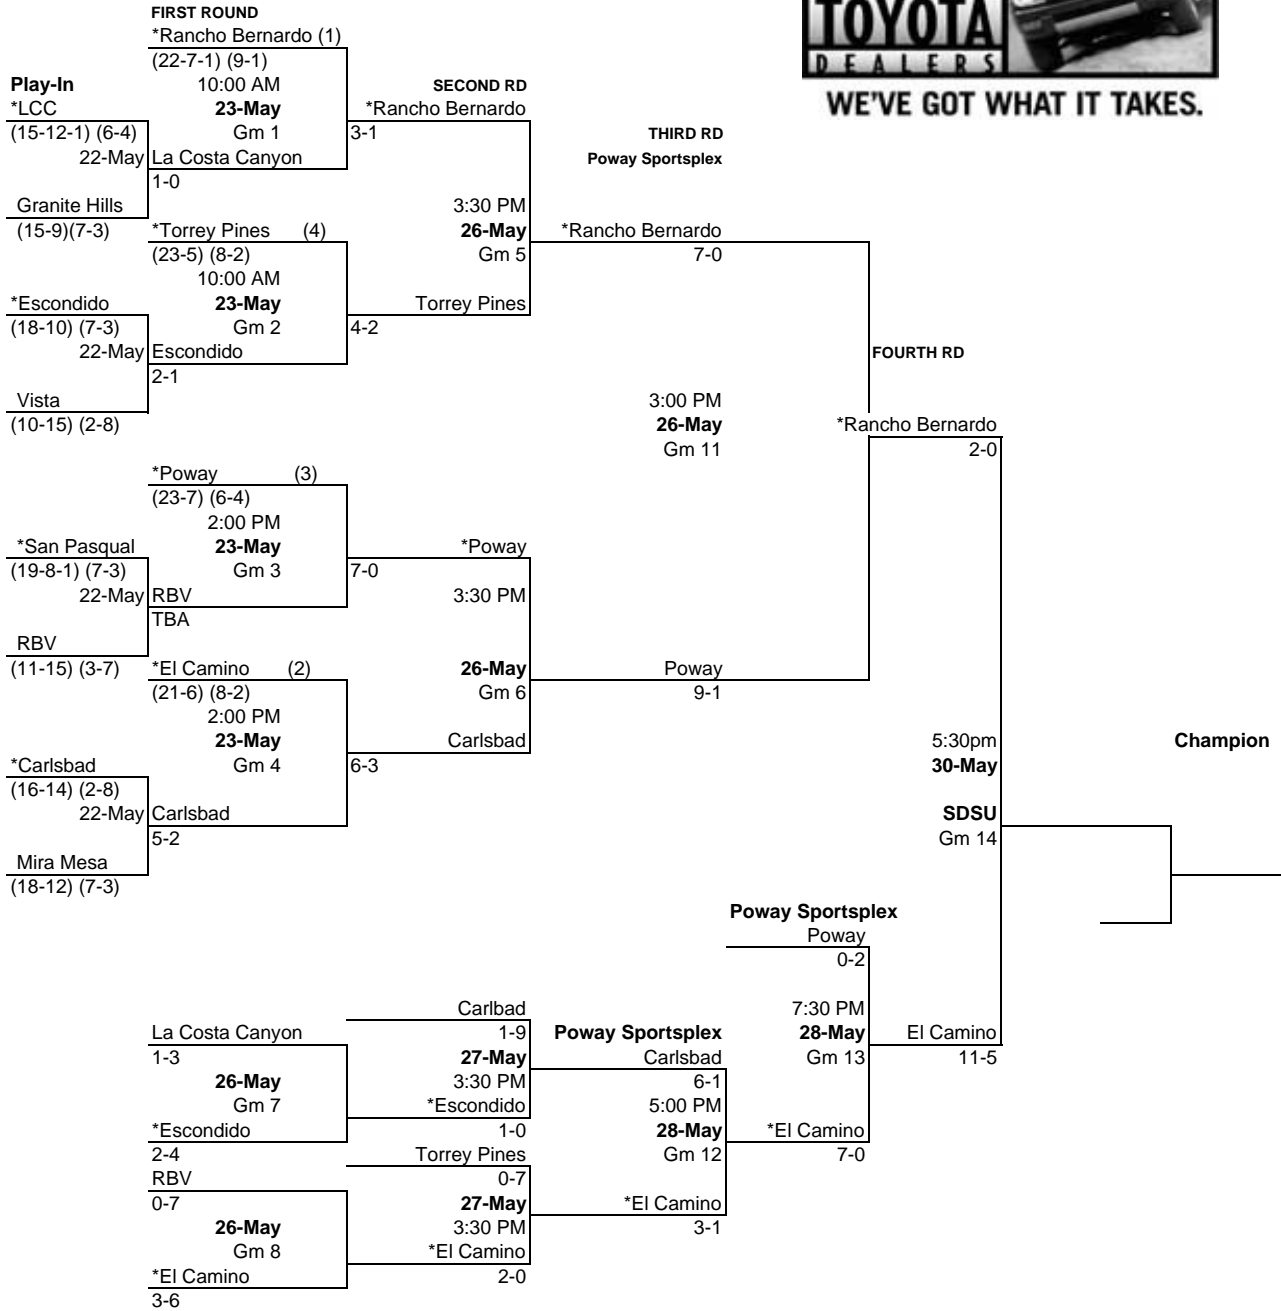 TOYOTA
DEALERS
WE'VE GOT WHAT IT TAKES.
FIRST ROUND
*Rancho Bernardo (1)
(22-7-1) (9-1)
10:00 AM
23-May
Gm 1
Play-In
*LCC
(15-12-1) (6-4)
22-May
La Costa Canyon
1-0
Granite Hills
(15-9)(7-3)
*Torrey Pines (4)
(23-5) (8-2)
10:00 AM
23-May
Gm 2
*Escondido
(18-10) (7-3)
22-May
Escondido
2-1
Vista
(10-15) (2-8)
*Poway (3)
(23-7) (6-4)
2:00 PM
23-May
Gm 3
*San Pasqual
(19-8-1) (7-3)
22-May
RBV
TBA
RBV
(11-15) (3-7)
*El Camino (2)
(21-6) (8-2)
2:00 PM
23-May
Gm 4
*Carlsbad
(16-14) (2-8)
22-May
Carlsbad
5-2
Mira Mesa
(18-12) (7-3)
SECOND RD
*Rancho Bernardo
3-1
3:30 PM
26-May
Gm 5
Torrey Pines
4-2
*Poway
7-0
3:30 PM
26-May
Gm 6
Carlsbad
6-3
THIRD RD
Poway Sportsplex
*Rancho Bernardo
7-0
3:00 PM
26-May
Gm 11
Poway
9-1
FOURTH RD
*Rancho Bernardo
2-0
5:30pm
30-May
SDSU
Gm 14
Champion
Poway Sportsplex
Poway
0-2
7:30 PM
28-May
Gm 13
El Camino
11-5
La Costa Canyon
1-3
26-May
Gm 7
*Escondido
2-4
RBV
0-7
26-May
Gm 8
*El Camino
3-6
Carlbad
1-9
27-May
3:30 PM
*Escondido
1-0
Torrey Pines
0-7
27-May
3:30 PM
*El Camino
2-0
Poway Sportsplex
Carlsbad
6-1
5:00 PM
28-May
Gm 12
*El Camino
3-1
*El Camino
7-0